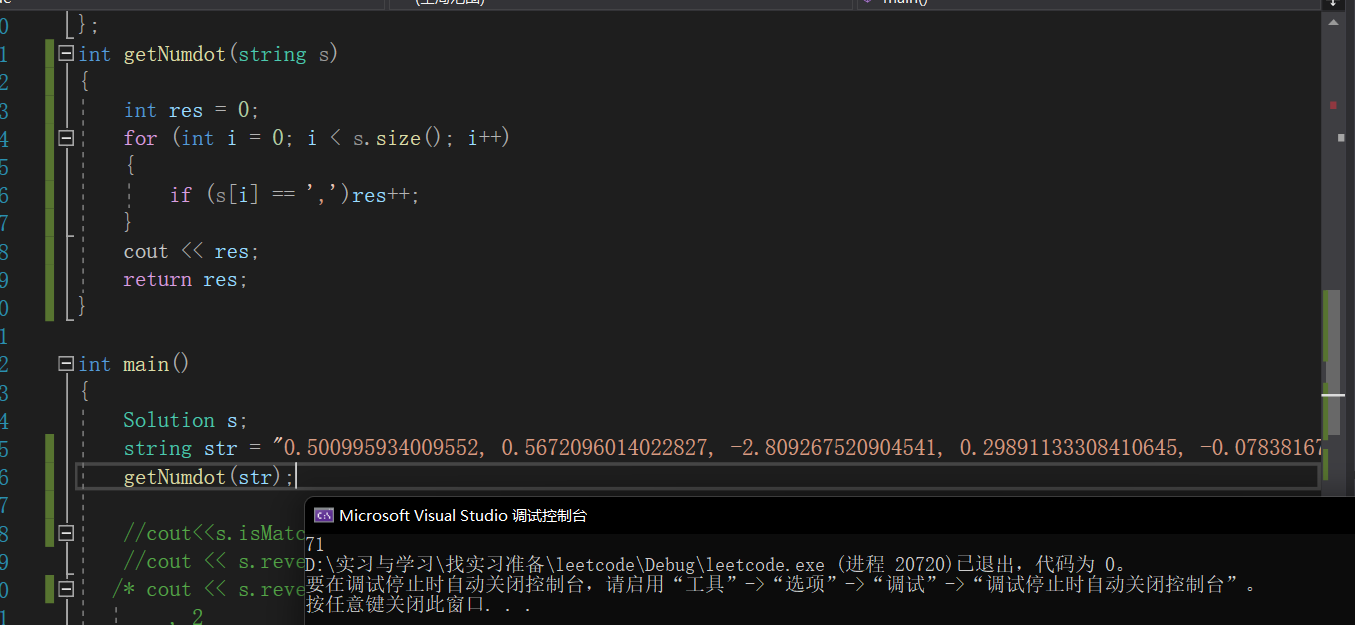 0 };
1 int getNumdot(string s)
2 {
3 int res = 0;
4 for (int i = 0; i < s.size(); i++)
5 {
6 if (s[i] == ',')res++;
7 }
8 cout << res;
9 return res;
0 }
1
2 int main()
3 {
4 Solution s;
5 string str = "0.500995934009552, 0.5672096014022827, -2.809267520904541, 0.29891133308410645, -0.07838167
6 getNumdot(str);
7
8 //cout<<s.isMatc
9 //cout << s.reve
0 /* cout << s.reve
1 , 2
Microsoft Visual Studio 调试控制台
71
D:\实习与学习\找实习准备\leetcode\Debug\leetcode.exe (进程 20720)已退出，代码为 0。
要在调试停止时自动关闭控制台，请启用“工具”->“选项”->“调试”->“调试停止时自动关闭控制台”。
按任意键关闭此窗口. . .